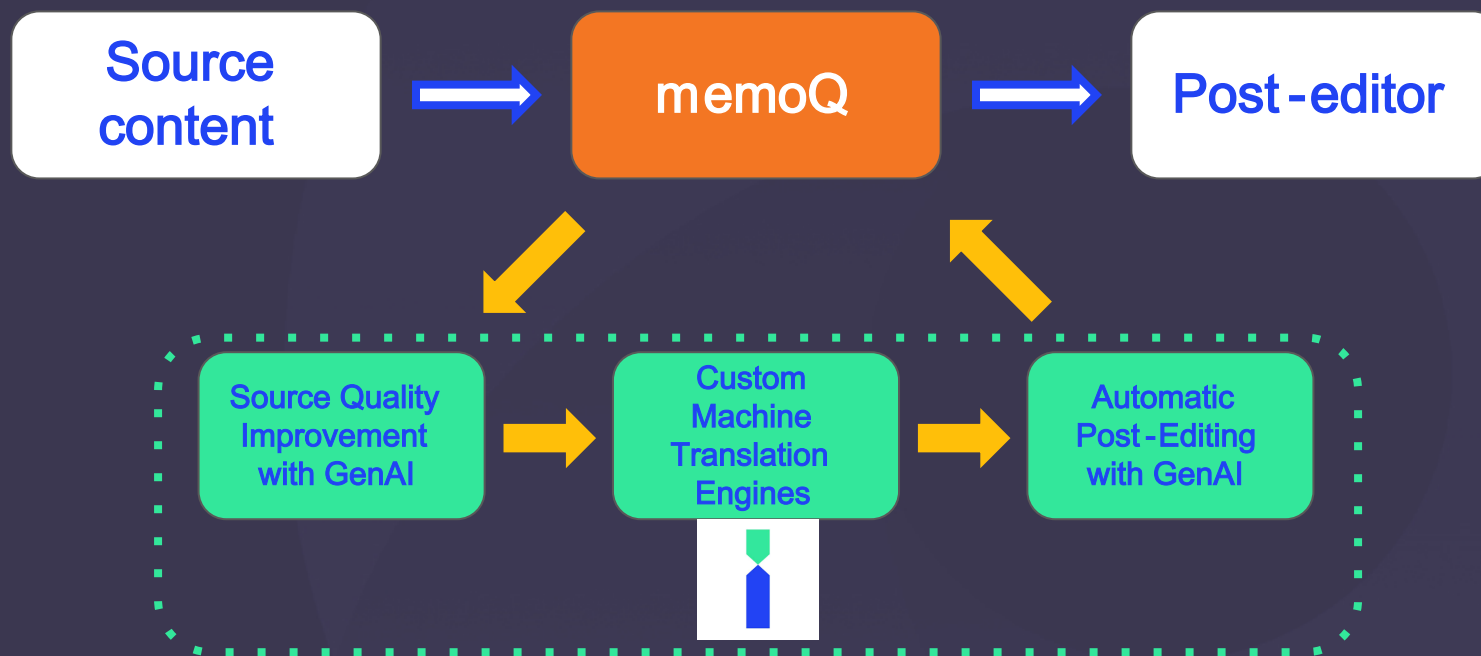 Source
content
memoQ
Post-editor
Source Quality
Improvement
with GenAI
Custom
Machine
Translation
Engines
Automatic
Post-Editing
with GenAI